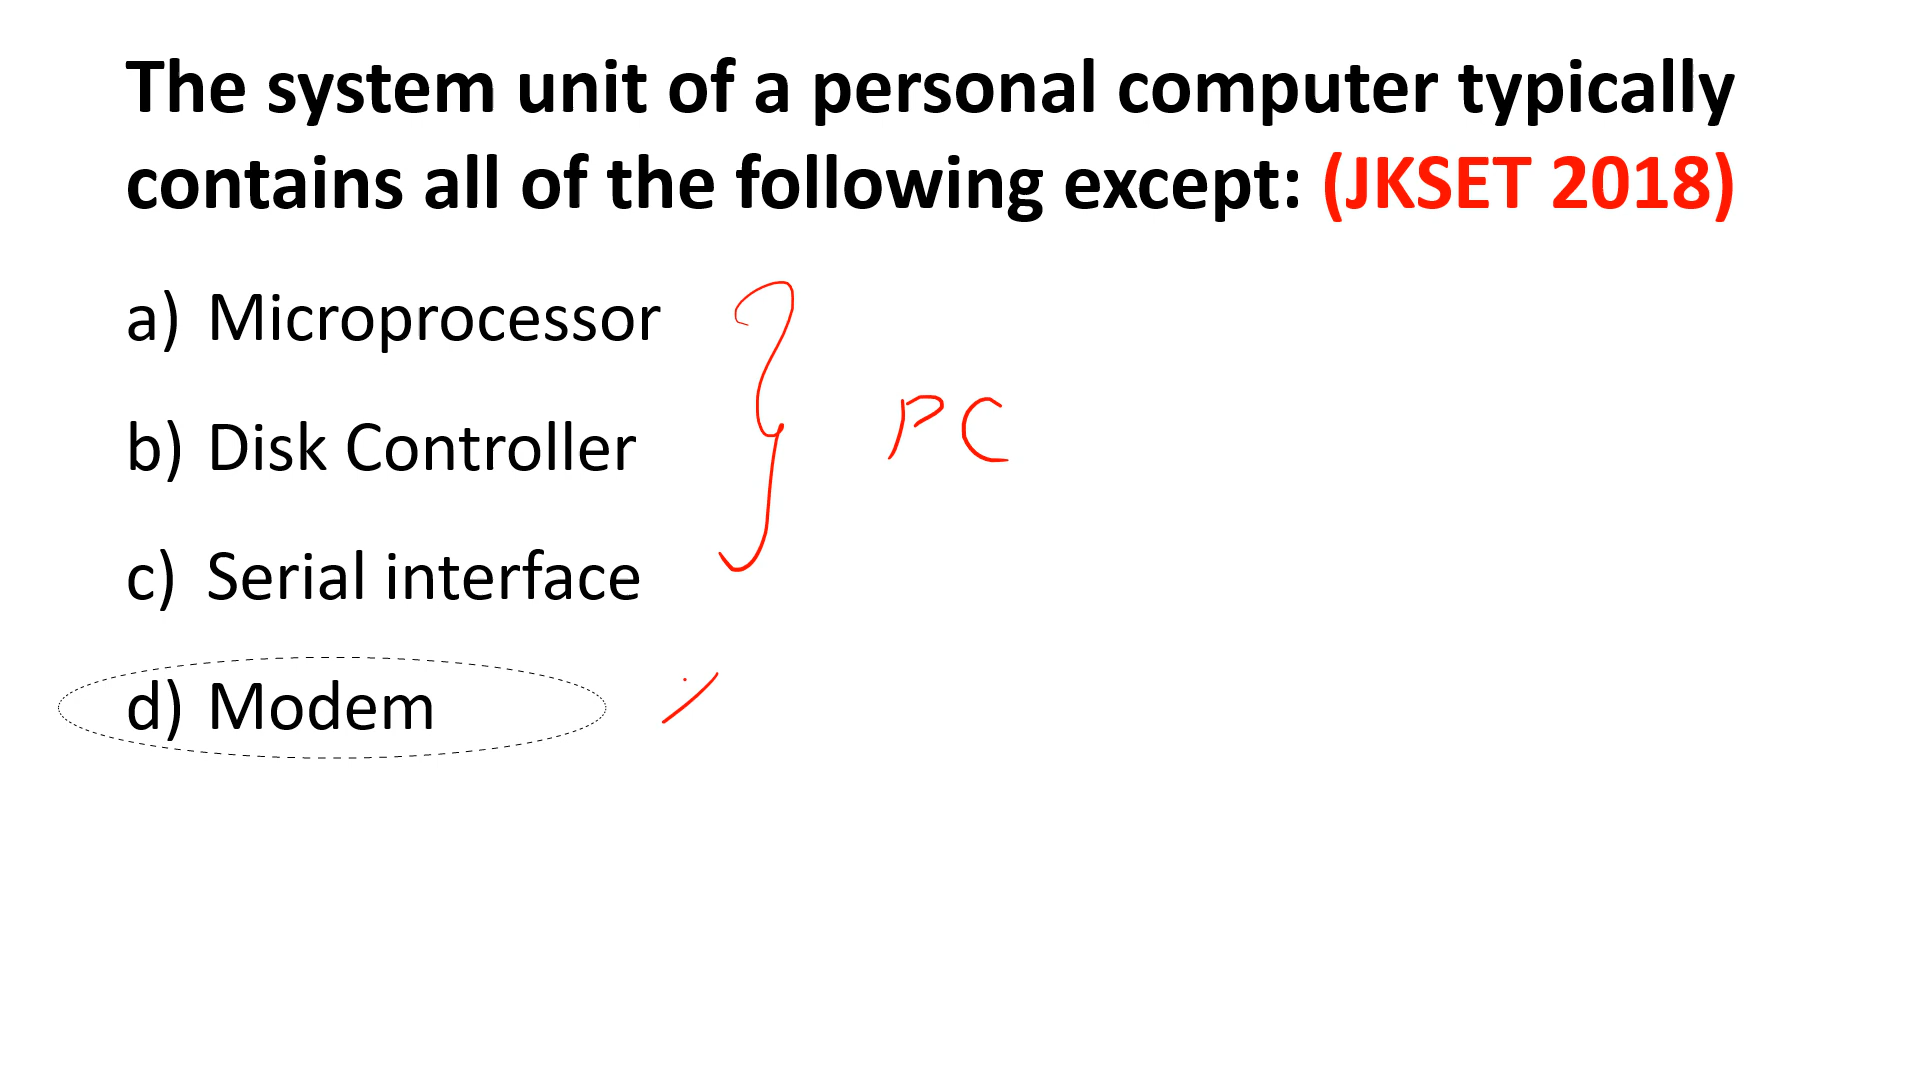 The system unit of a personal computer typically
contains all of the following except: (JKSET 2018)
a) Microprocessor
b) Disk Controller
PC
c) Serial interface
d) Modem